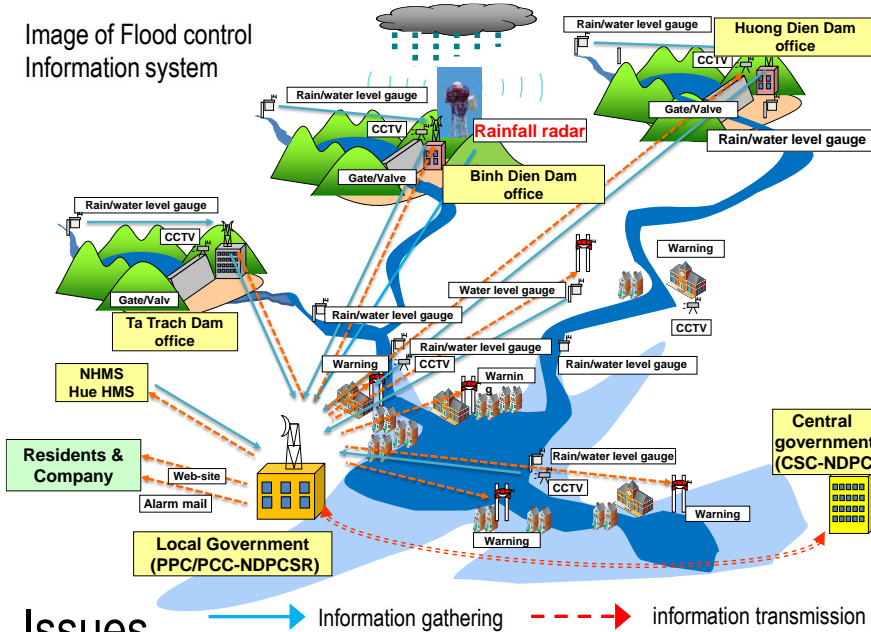 Image of Flood control
Information system
Huong Dien Dam
office
Rain/water level gauge
CCTV
Gate/Valve
Rain/water level gauge
Rain/water level gauge
CCTV
Rainfall radar
Gate/Valve
Binh Dien Dam
office
Rain/water level gauge
CCTV
Gate/Valv
Ta Trach Dam
office
Warning
CCTV
Water level gauge
Rain/water level gauge
Rain/water level gauge
Rain/water level gauge
Warning
CCTV
Warnin
g
NHMS
Hue HMS
Residents &
Company
Web-site
Alarm mail
Local Government
(PPC/PCC-NDPCSR)
Rain/water level gauge
CCTV
Warning
Warning
Central
government
(CSC-NDPC
Issues
Information gathering
information transmission